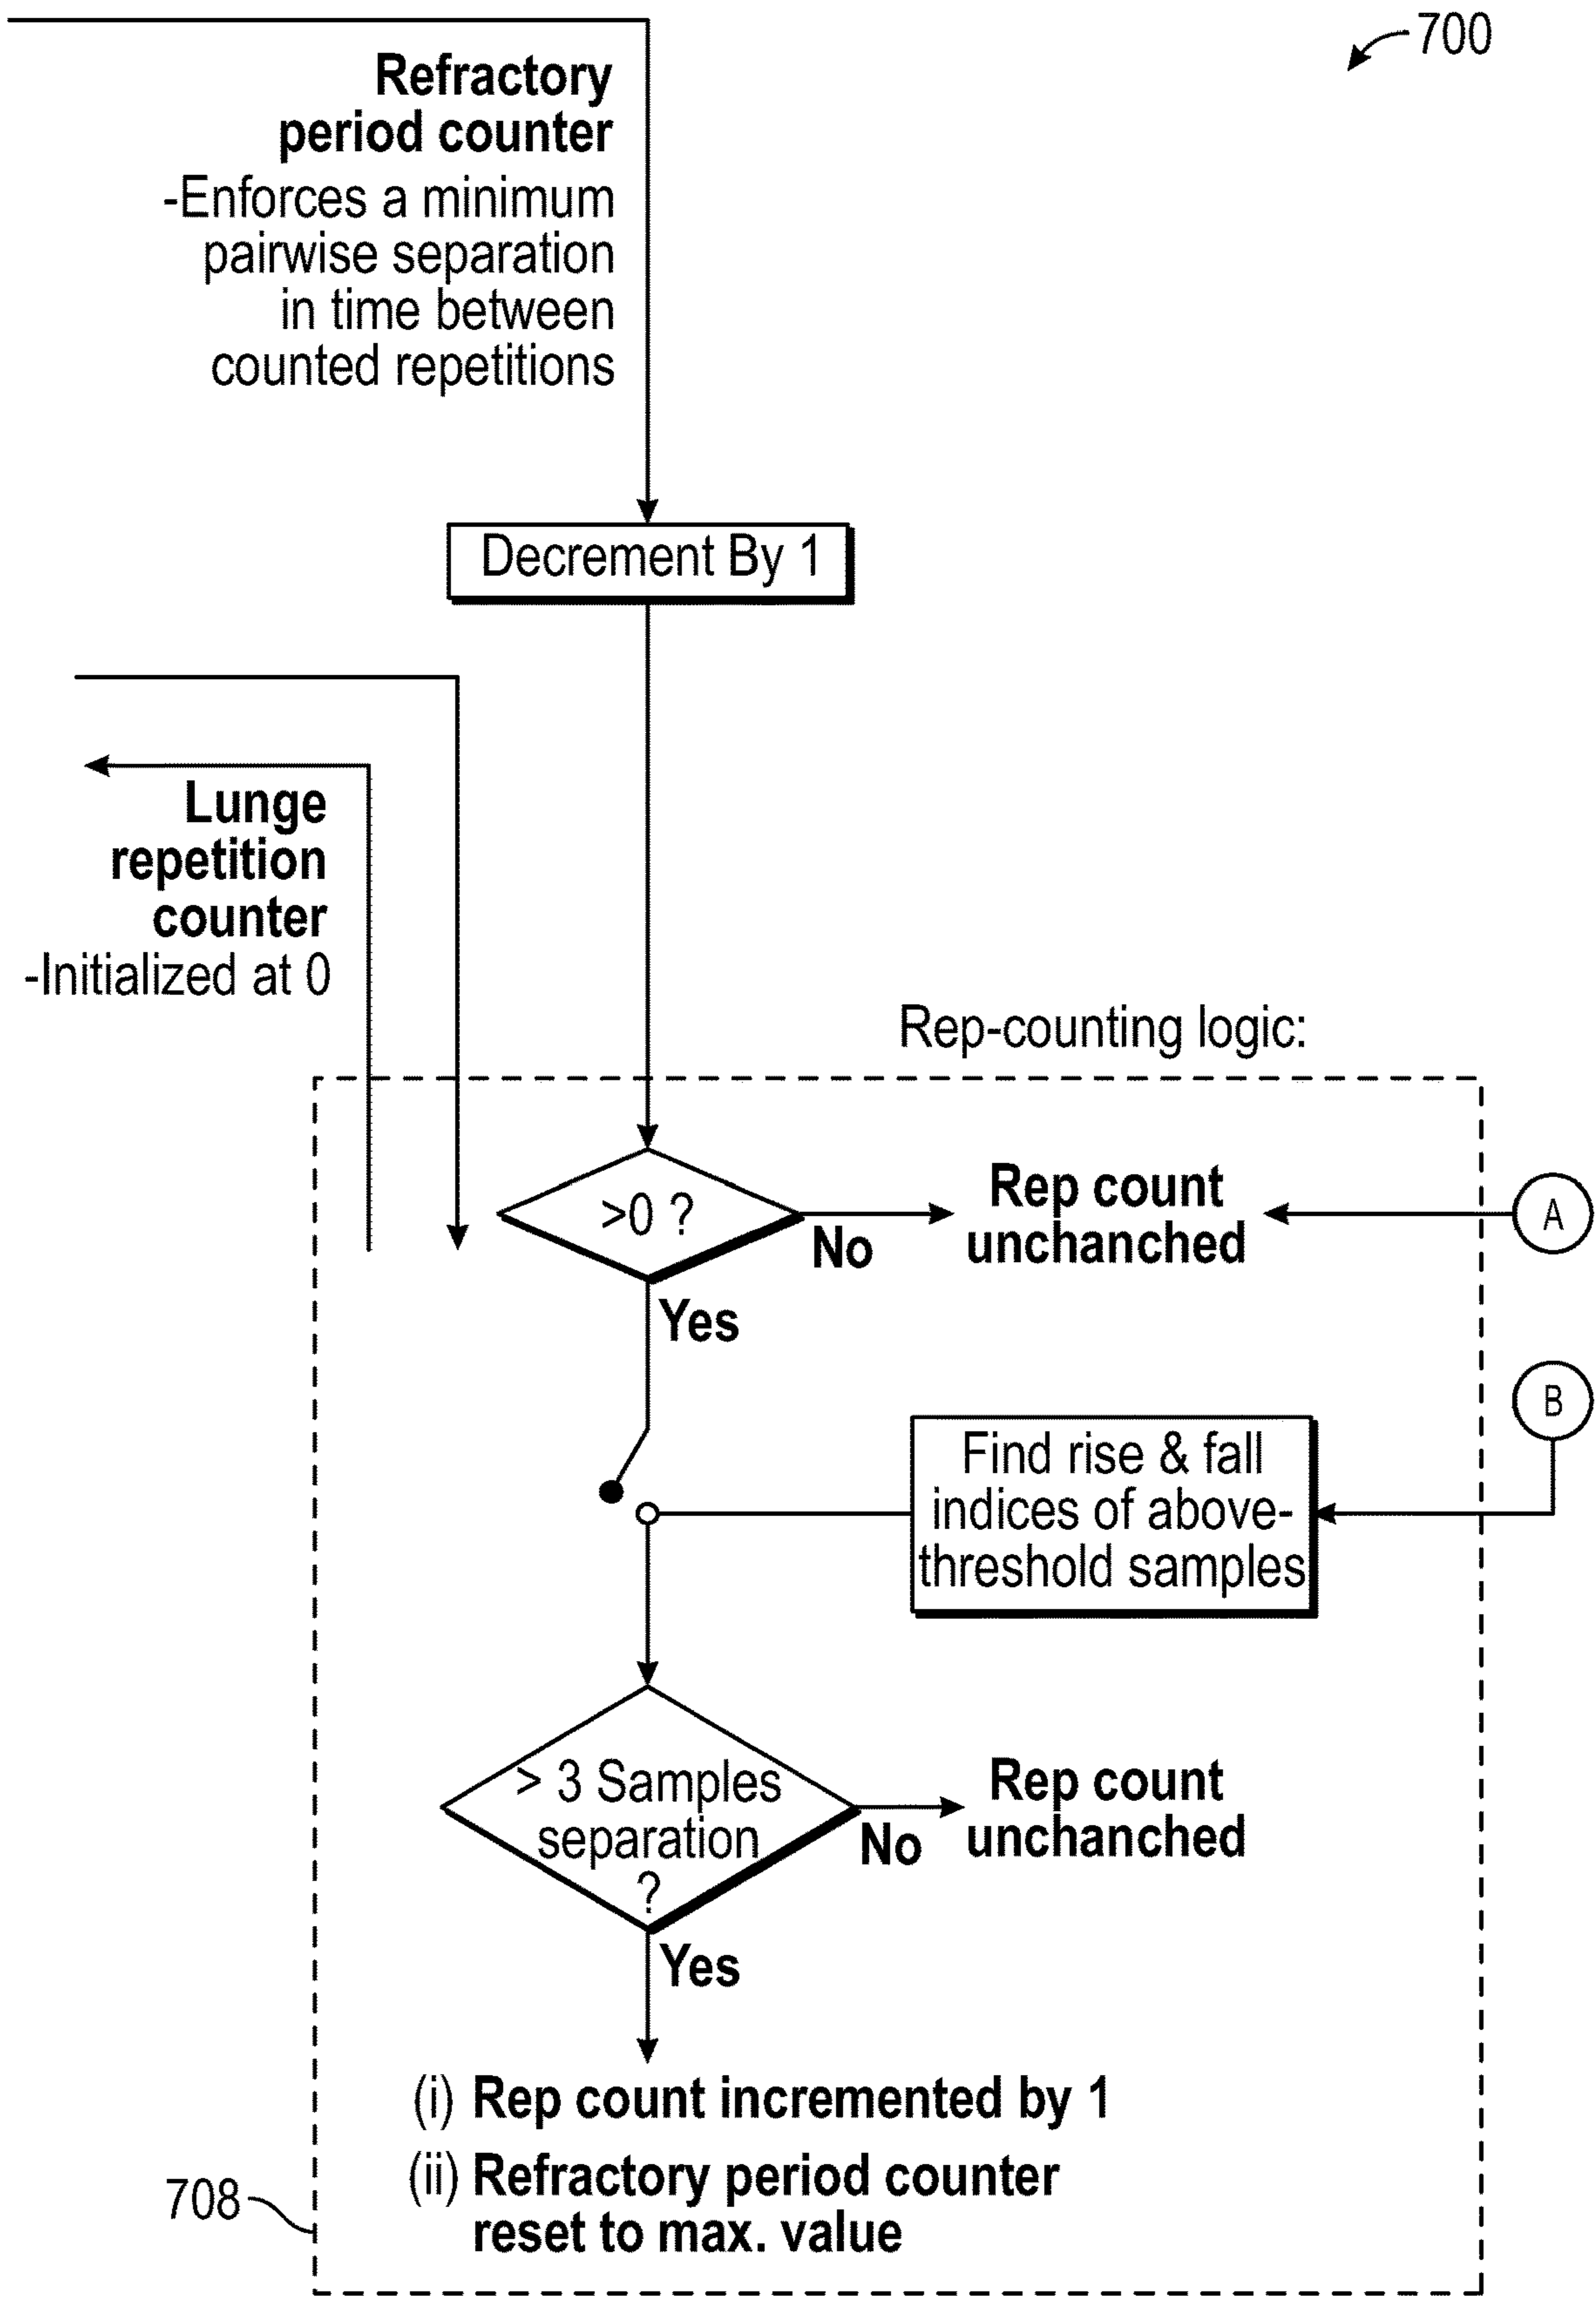 700
Refractory
period counter
-Enforces a minimum
pairwise separation
in time between
counted repetitions
Decrement By 1
Lunge
repetition
counter
-Initialized at 0
Rep-counting logic:
>0 ?
No
Rep count
unchanched
A
Yes
B
Find rise & fall
indices of above-
threshold samples
> 3 Samples
separation
?
No
Rep count
unchanched
Yes
(i) Rep count incremented by 1
(ii) Refractory period counter
reset to max. value
708